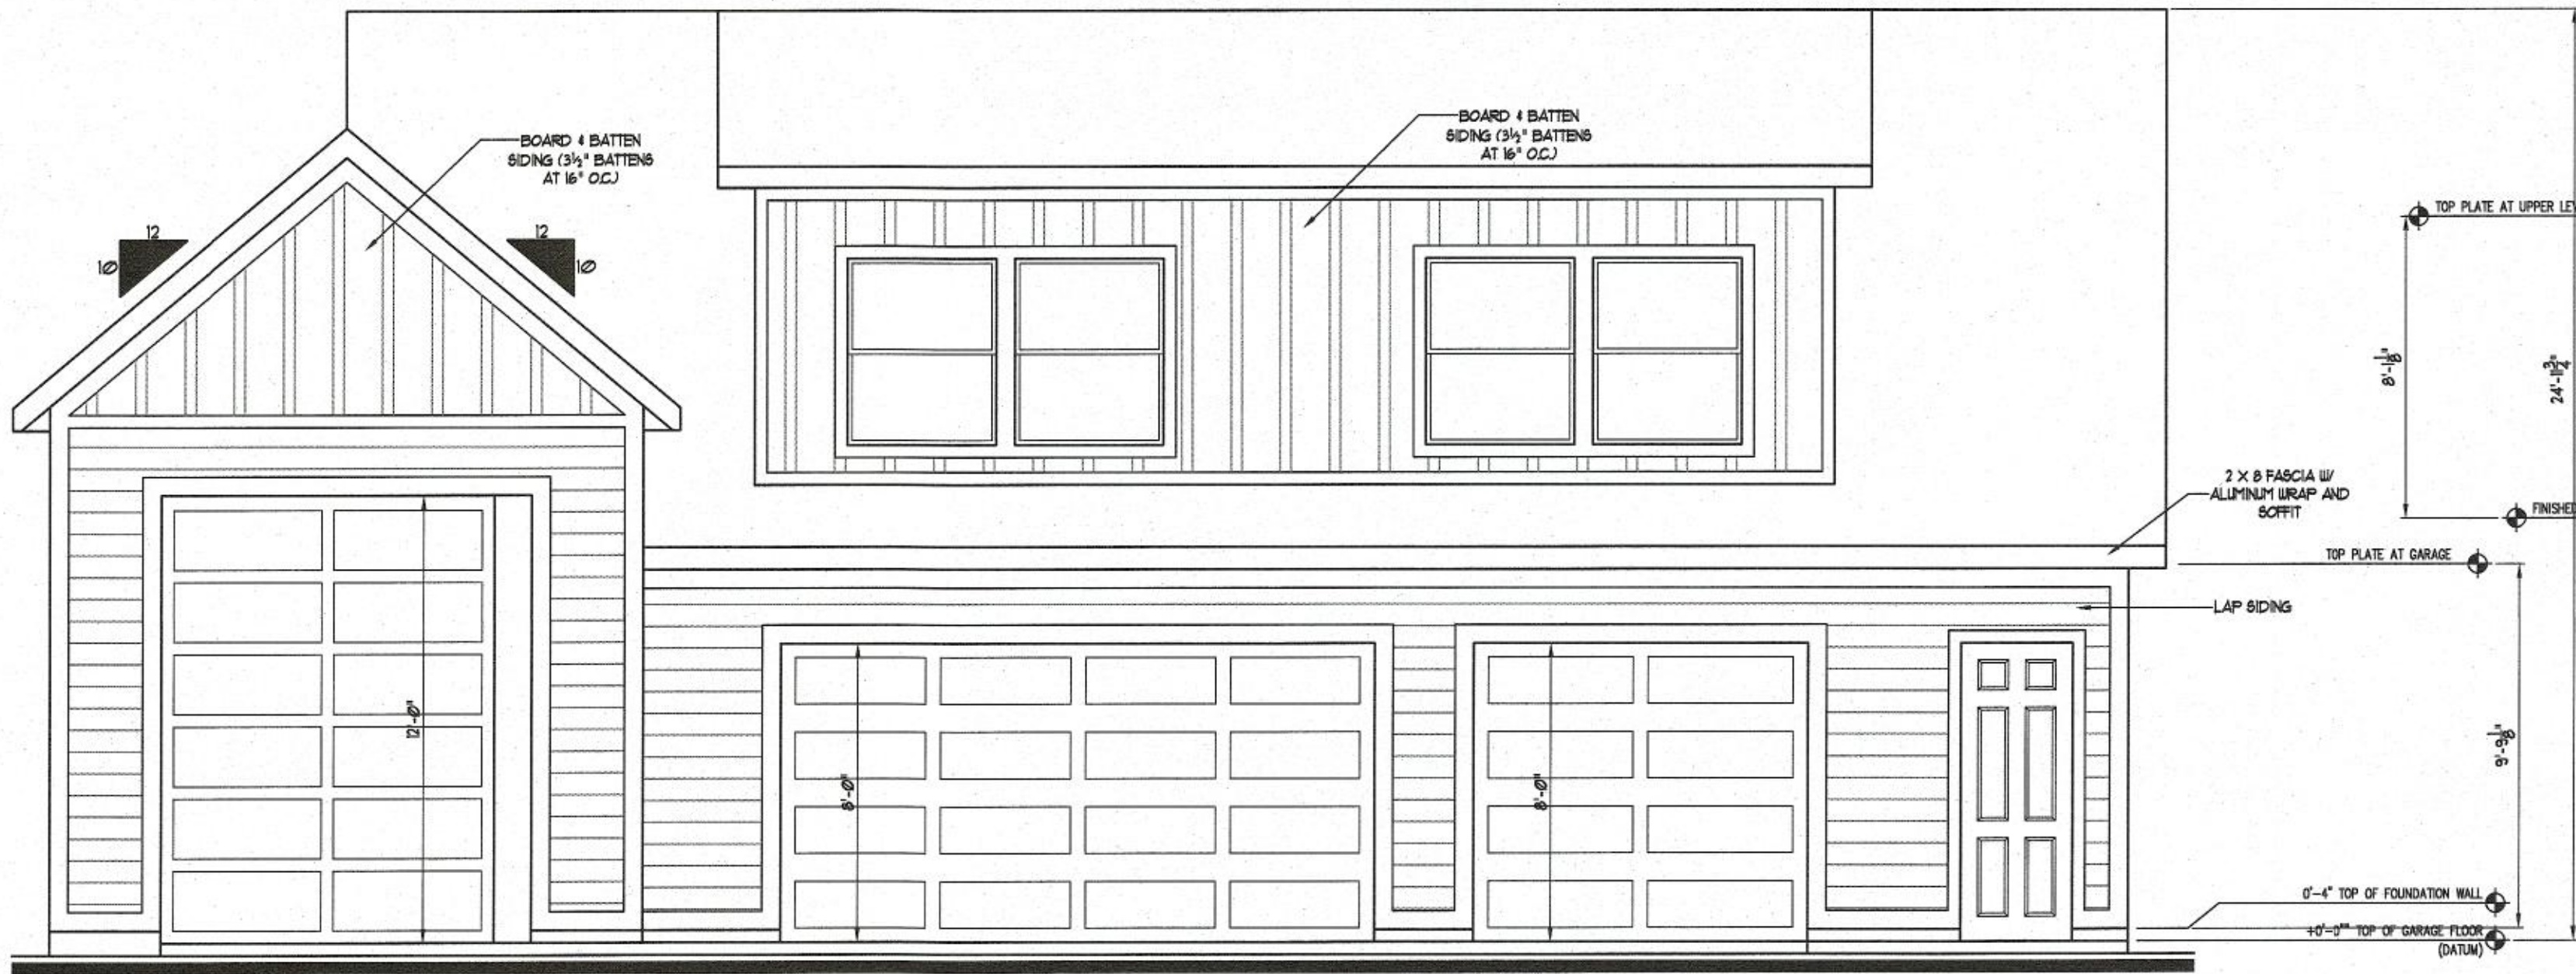 BOARD & BATTEN
SIDING (3½" BATTENS
AT 16" O.C.)
BOARD & BATTEN
SIDING (3½" BATTENS
AT 16" O.C.)
12
10
12
10
TOP PLATE AT UPPER LEV
8'-1⅛"
24'-11¾"
2 X 8 FASCIA W/
ALUMINUM WRAP AND
SOFFIT
FINISHED
TOP PLATE AT GARAGE
LAP SIDING
12'-0"
8'-0"
8'-0"
9'-9⅛"
0'-4" TOP OF FOUNDATION WALL
+0'-0"" TOP OF GARAGE FLOOR
(DATUM)